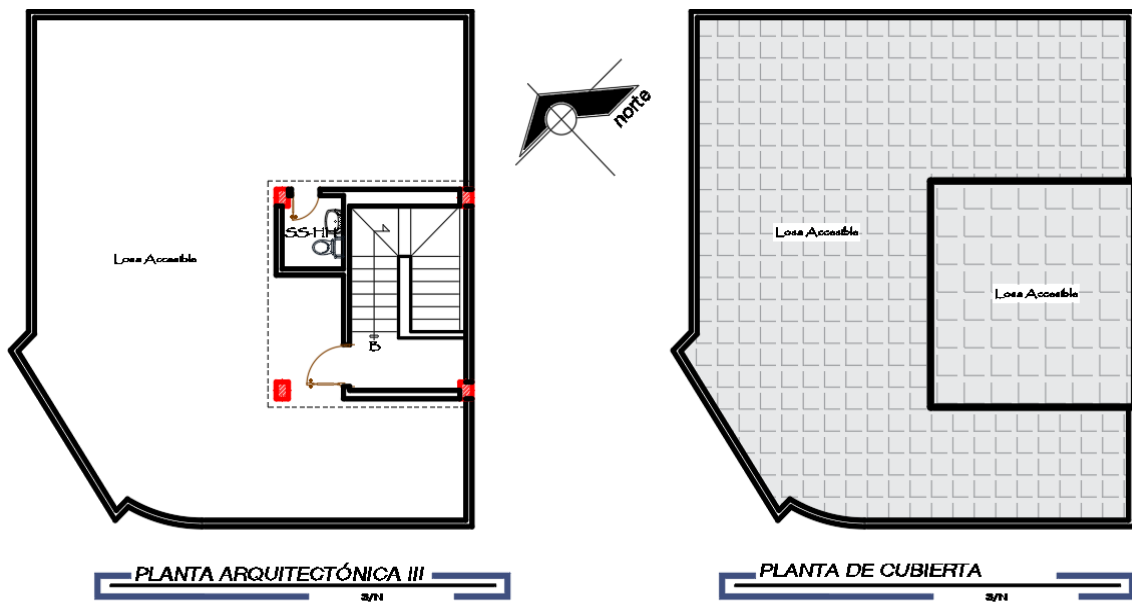 norte
SS-HH
Losa Accesible
B
PLANTA ARQUITECTÓNICA III
S/N
Losa Accesible
Losa Accesible
PLANTA DE CUBIERTA
S/N